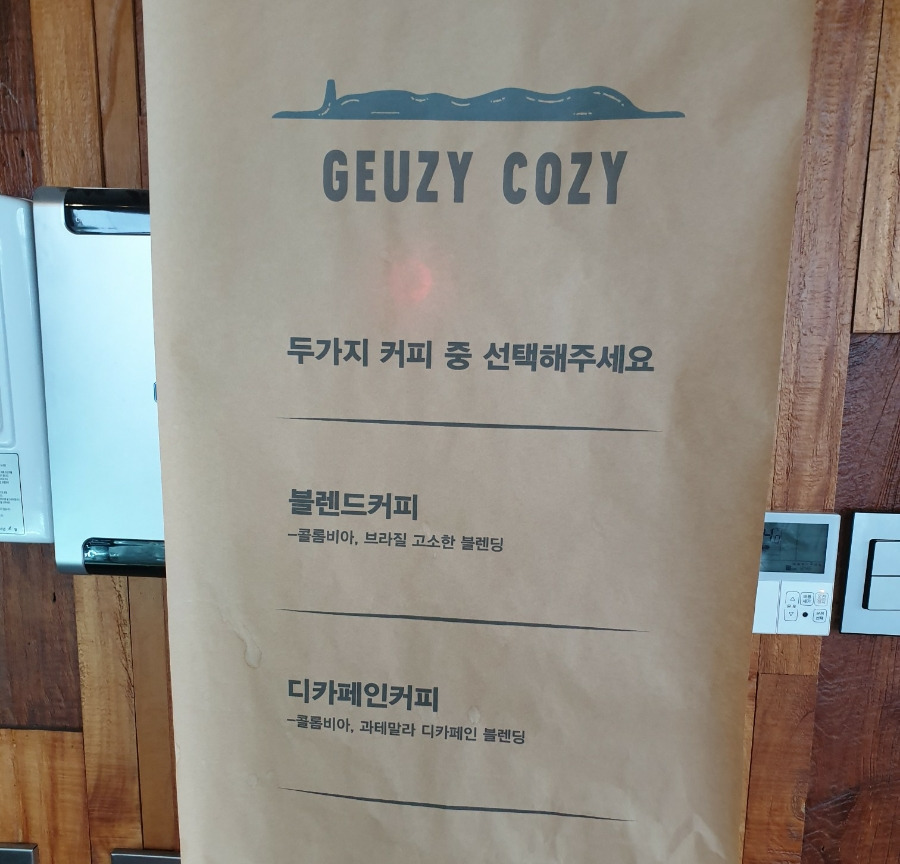 GEUZY COZY
두가지 커피 중 선택해주세요
블렌드커피
-콜롬비아, 브라질 고소한 블렌딩
디카페인커피
-콜롬비아, 과테말라 디카페인 블렌딩